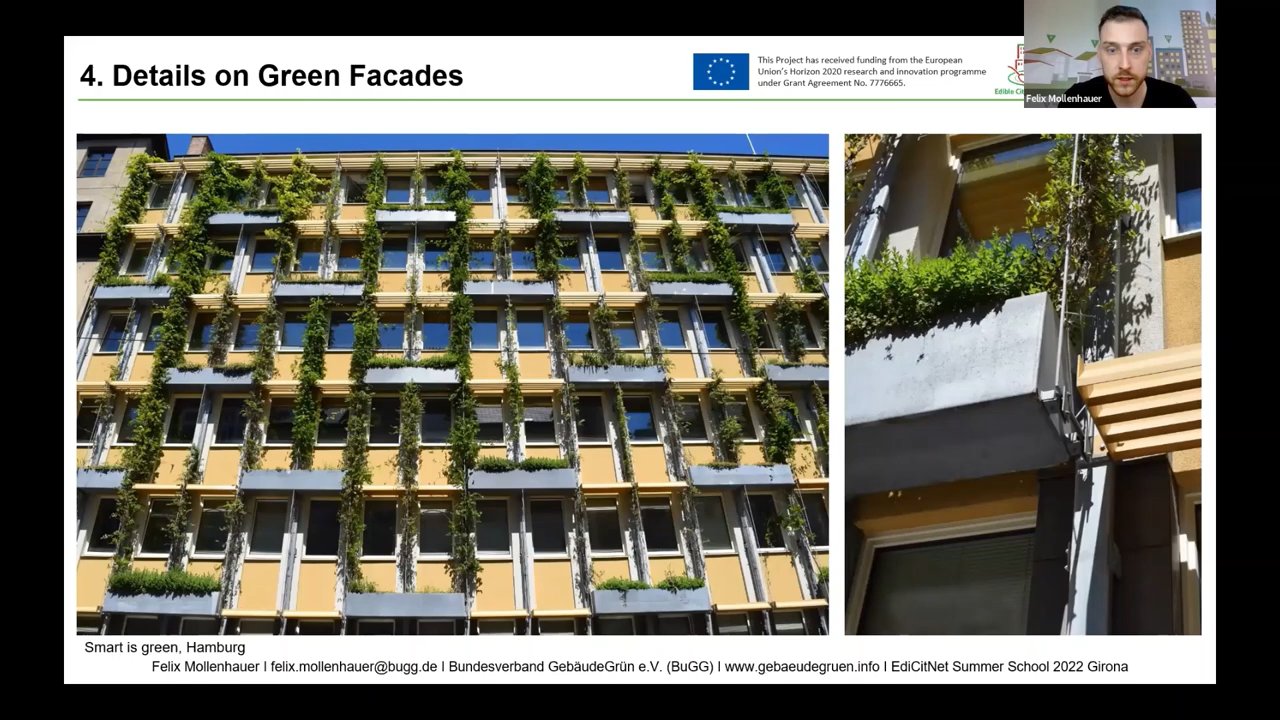 4. Details on Green Facades
This Project has received funding from the European
Union's Horizon 2020 research and innovation programme
under Grant Agreement No. 7776665.
Edible
Felix Mollenhauer
Smart is green, Hamburg
Felix Mollenhauer I felix.mollenhauer@bugg.de I Bundesverband GebäudeGrün e.V. (BuGG) I www.gebaeudegruen.info I EdiCitNet Summer School 2022 Girona